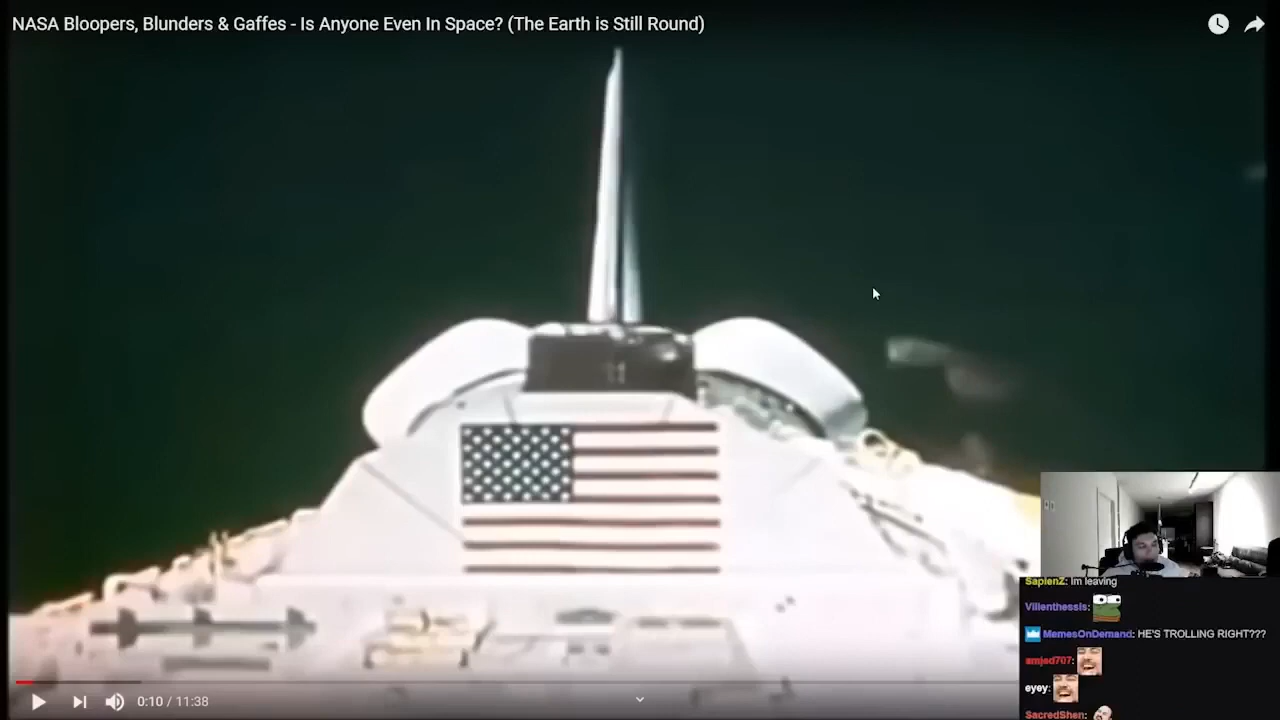 NASA Bloopers, Blunders & Gaffes - Is Anyone Even In Space? (The Earth is Still Round)
SapienZ: Im leaving
Villenthessis:
MemesOnDemand: HE'S TROLLING RIGHT???
amjed707:
eyey:
0:10 / 11:38
SacredShen: